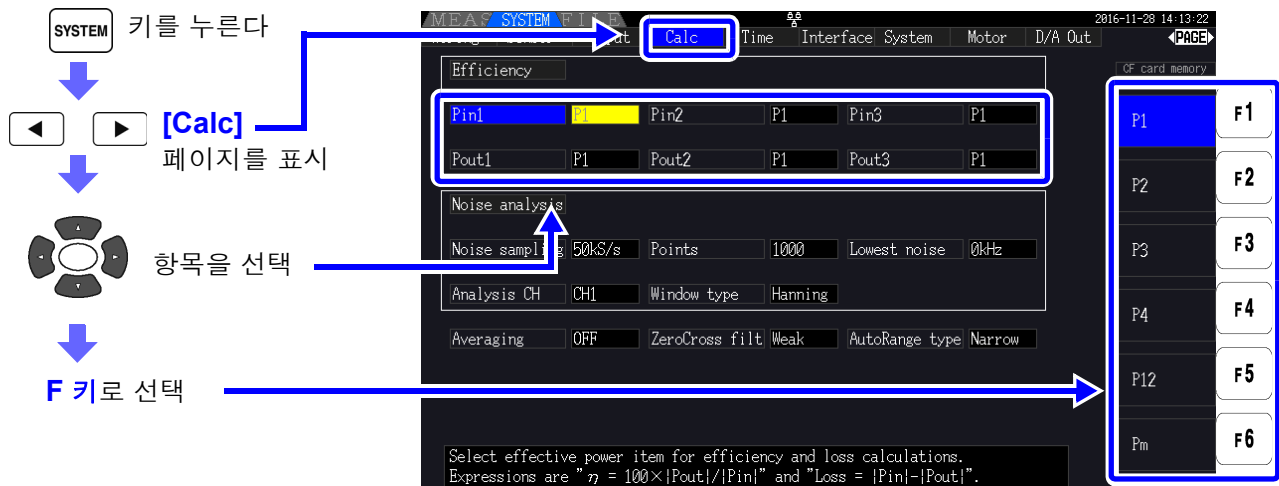 SYSTEM 키를 누른다
[Calc]
페이지를 표시
항목을 선택
F 키로 선택
MEAS SYSTEM FILE 2016-11-28 14:13:22
Calc Time Interface System Motor D/A Out PAGE
CF card memory
Efficiency
Pin1 P1 Pin2 P1 Pin3 P1
Pout1 P1 Pout2 P1 Pout3 P1
Noise analysis
Noise sampling 50kS/s Points 1000 Lowest noise 0kHz
Analysis CH CH1 Window type Hanning
Averaging OFF ZeroCross filt Weak AutoRange type Narrow
Select effective power item for efficiency and loss calculations.
Expressions are "η = 100×|Pout|/|Pin|" and "Loss = |Pin|-|Pout|".
P1 F1
P2 F2
P3 F3
P4 F4
P12 F5
Pm F6